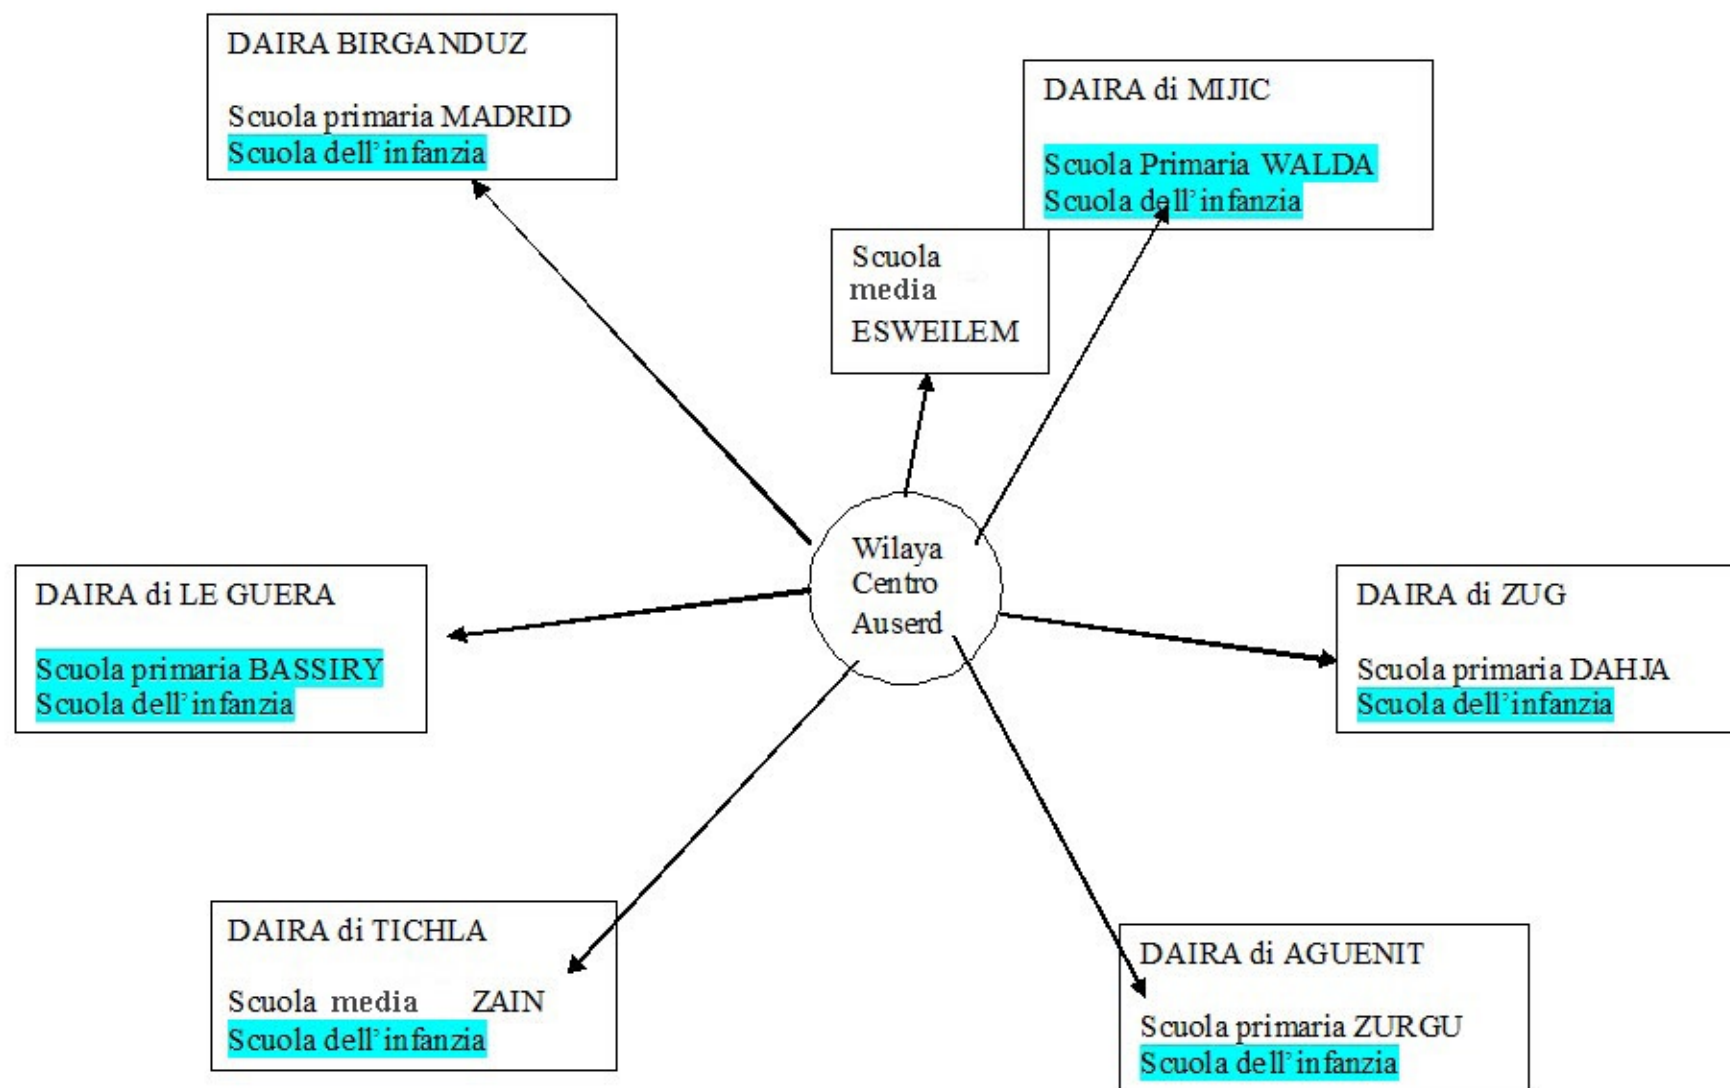 DAIRA BIRGANDUZ
Scuola primaria MADRID
Scuola dell'infanzia
DAIRA di MIJIC
Scuola Primaria WALDA
Scuola dell'infanzia
Scuola
media
ESWEILEM
Wilaya
Centro
Auserd
DAIRA di LE GUERA
Scuola primaria BASSIRY
Scuola dell'infanzia
DAIRA di ZUG
Scuola primaria DAHJA
Scuola dell'infanzia
DAIRA di TICHLA
Scuola media ZAIN
Scuola dell'infanzia
DAIRA di AGUENIT
Scuola primaria ZURGU
Scuola dell'infanzia